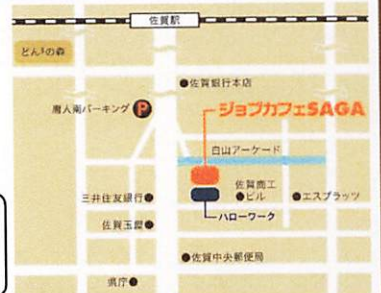 佐賀駅
どん3の森
●佐賀銀行本店
唐人南パーキング P
ジョブカフェSAGA
白山アーケード
三井住友銀行●
佐賀商工
●ビル
●エスプラッツ
佐賀玉屋●
ハローワーク
●佐賀中央郵便局
県庁●